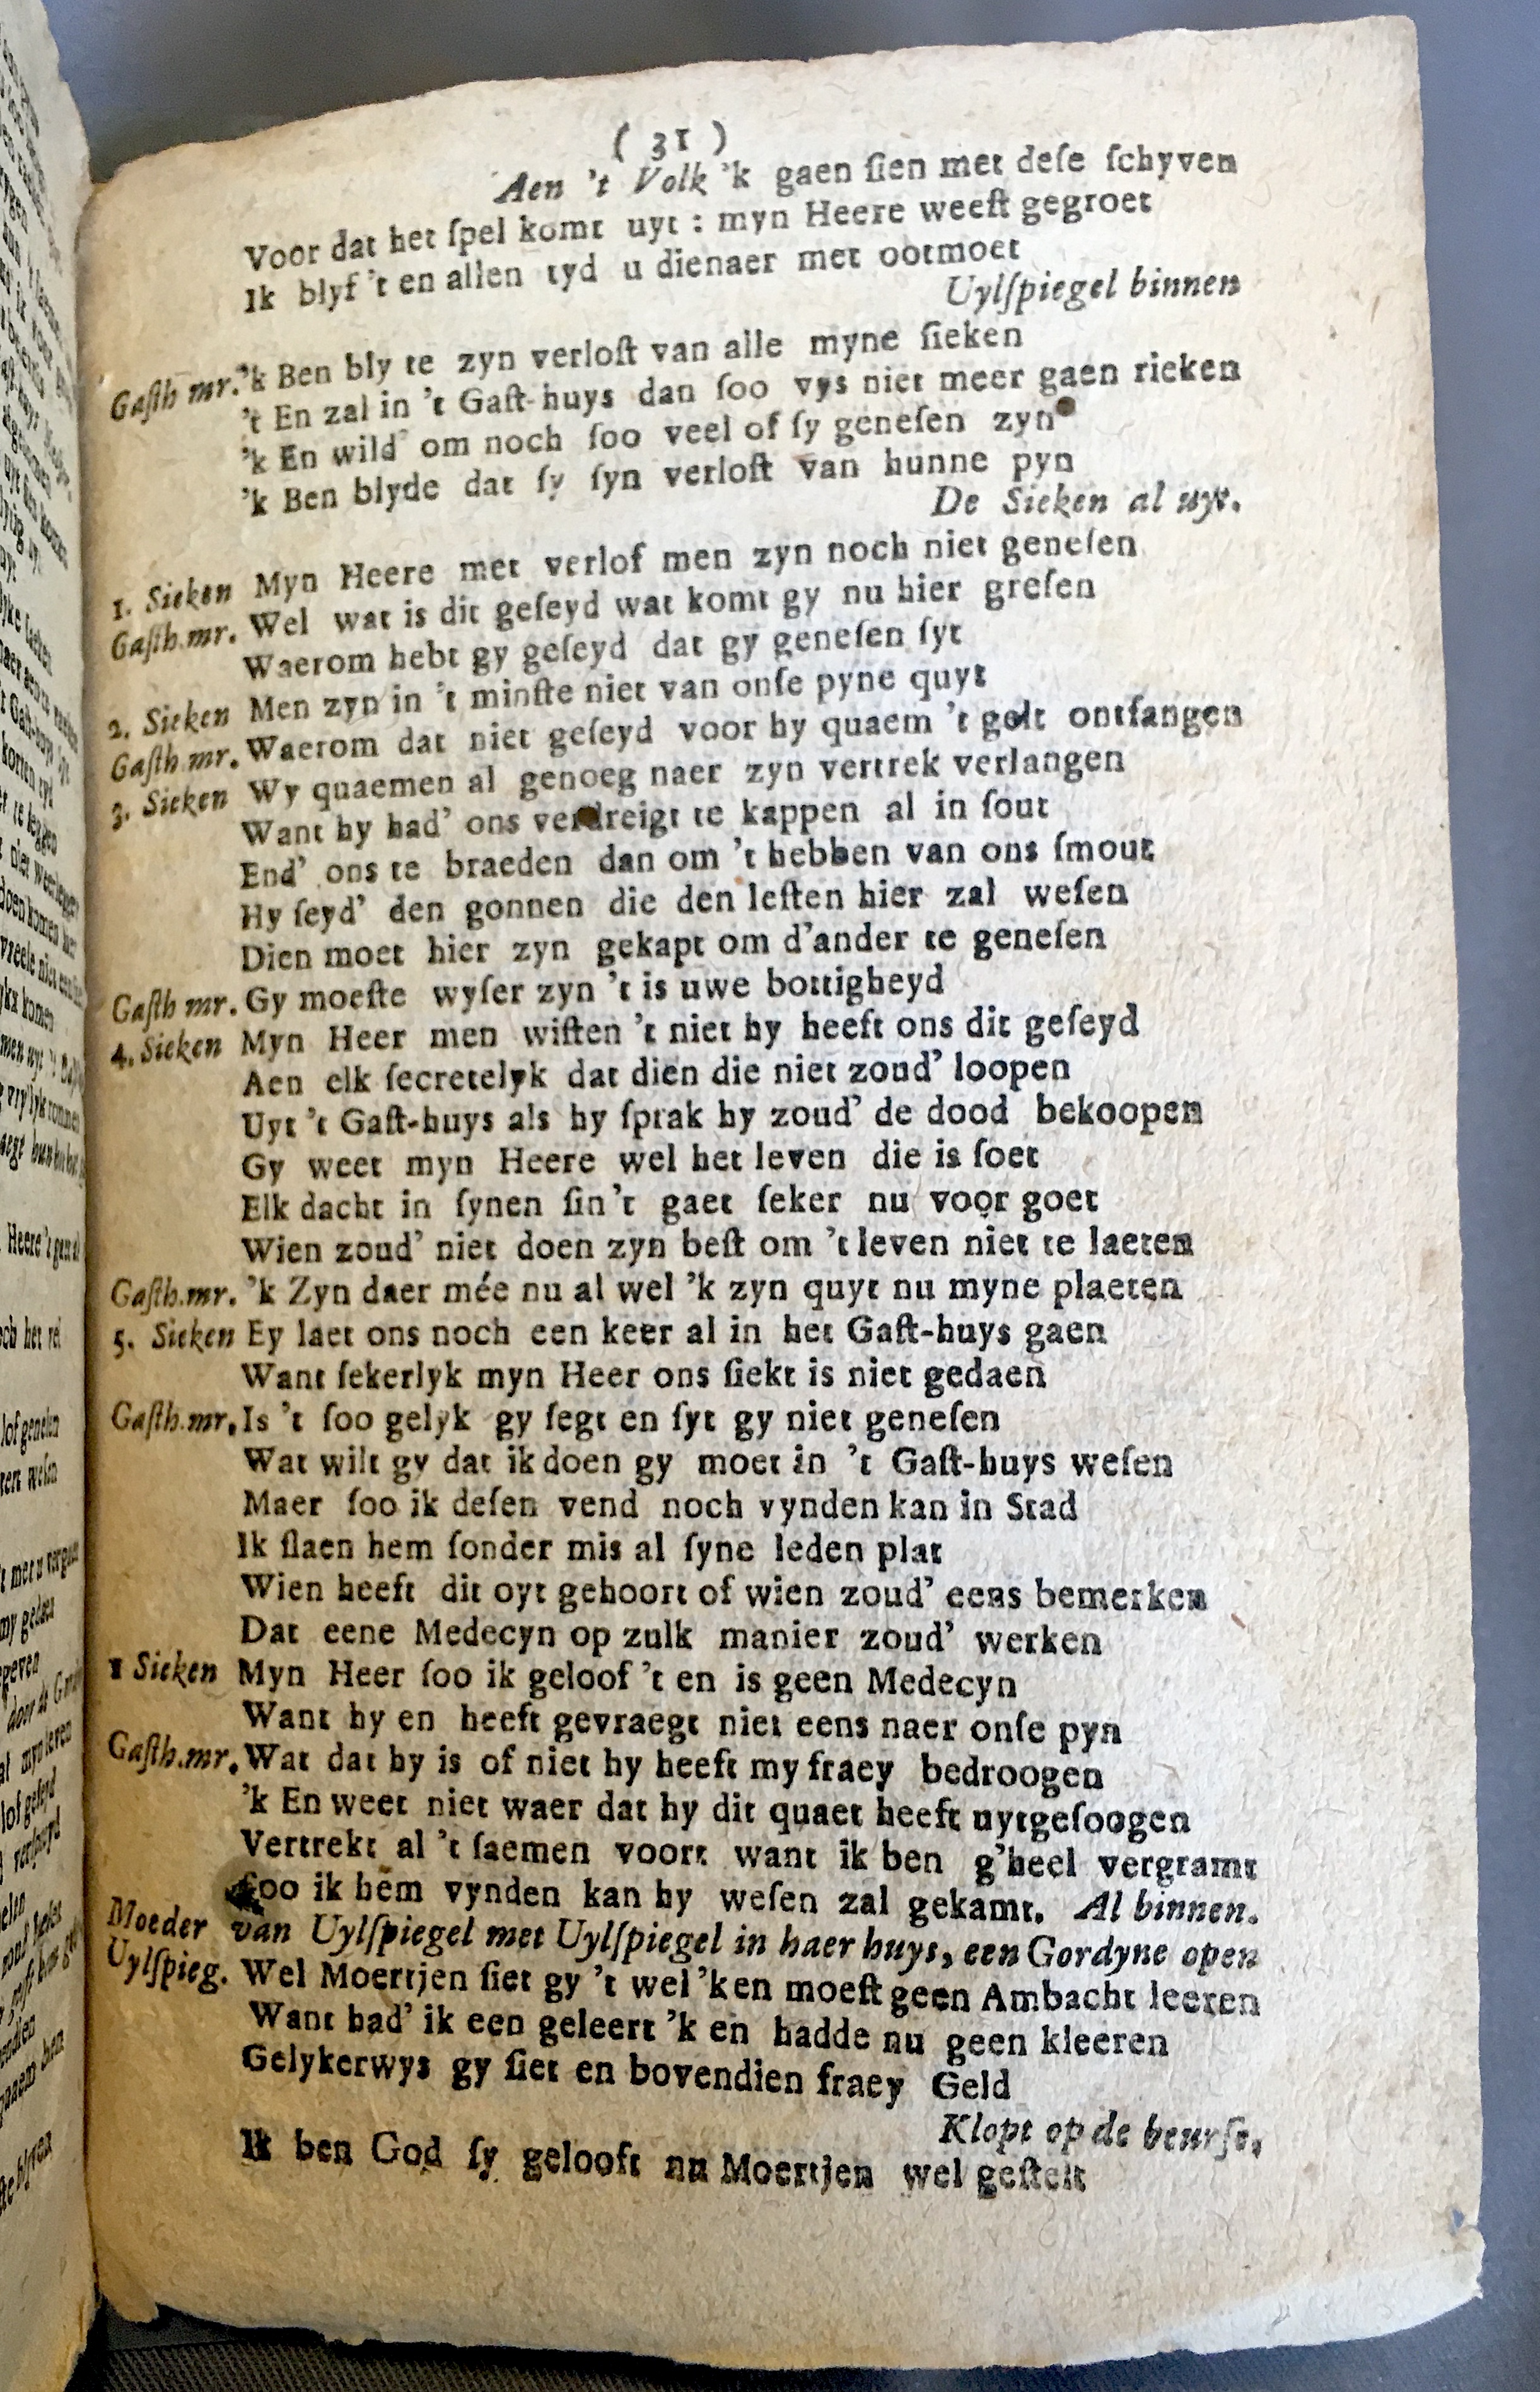 ( 31 )
Aen 't Volk 'k gaen ſien met deſe ſchyven
Voor dat het ſpel komt uyt : myn Heere weeſt gegroet
Ik blyf 't en allen tyd u dienaer met ootmoet
Uylſpiegel binnen
Gaſth mr. 'k Ben bly te zyn verloſt van alle myne ſieken
't En zal in 't Gaſt-huys dan ſoo vys niet meer gaen rieken
'k En wild' om noch ſoo veel of ſy geneſen zyn
'k Ben blyde dat ſy ſyn verloſt van hunne pyn
De Sieken al uyt.
1. Sieken Myn Heere met verlof men zyn noch niet geneſen
Gaſth.mr. Wel wat is dit geſeyd wat komt gy nu hier greſen
Waerom hebt gy geſeyd dat gy geneſen ſyt
2. Sieken Men zyn in 't minſte niet van onſe pyne quyt
Gaſth.mr. Waerom dat niet geſeyd voor hy quaem 't gelt ontfangen
3. Sieken Wy quaemen al genoeg naer zyn vertrek verlangen
Want hy had' ons verdreigt te kappen al in ſout
End' ons te braeden dan om 't hebben van ons ſmout
Hy ſeyd' den gonnen die den leſten hier zal weſen
Dien moet hier zyn gekapt om d'ander te geneſen
Gaſth mr. Gy moeſte wyſer zyn 't is uwe bottigheyd
4. Sieken Myn Heer men wiſten 't niet hy heeft ons dit geſeyd
Aen elk ſecretelyk dat dien die niet zoud' loopen
Uyt 't Gaſt-huys als hy ſprak hy zoud' de dood bekoopen
Gy weet myn Heere wel het leven die is ſoet
Elk dacht in ſynen ſin 't gaet ſeker nu voor goet
Wien zoud' niet doen zyn beſt om 't leven niet te laeten
Gaſth.mr. 'k Zyn daer mée nu al wel 'k zyn quyt nu myne plaeten
5. Sieken Ey laet ons noch een keer al in het Gaſt-huys gaen
Want ſekerlyk myn Heer ons ſiekt is niet gedaen
Gaſth.mr. Is 't ſoo gelyk gy ſegt en ſyt gy niet geneſen
Wat wilt gy dat ik doen gy moet in 't Gaſt-huys weſen
Maer ſoo ik deſen vend noch vynden kan in Stad
Ik ſlaen hem ſonder mis al ſyne leden plat
Wien heeft dit oyt gehoort of wien zoud' eens bemerken
Dat eene Medecyn op zulk manier zoud' werken
1 Sieken Myn Heer ſoo ik geloof 't en is geen Medecyn
Want hy en heeft gevraegt niet eens naer onſe pyn
Gaſth.mr. Wat dat hy is of niet hy heeft my fraey bedroogen
'k En weet niet waer dat hy dit quaet heeft uytgeſoogen
Vertrekt al 't ſaemen voort want ik ben g'heel vergramt
Soo ik hem vynden kan hy weſen zal gekamt. Al binnen.
Moeder van Uylſpiegel met Uylſpiegel in haer huys, een Gordyne open
Uylſpieg. Wel Moertjen ſiet gy 't wel 'k en moeſt geen Ambacht leeren
Want had' ik een geleert 'k en hadde nu geen kleeren
Gelykerwys gy ſiet en bovendien fraey Geld
Klopt op de beurſe,
Ik ben God ſy gelooft nu Moertjen wel geſtelt